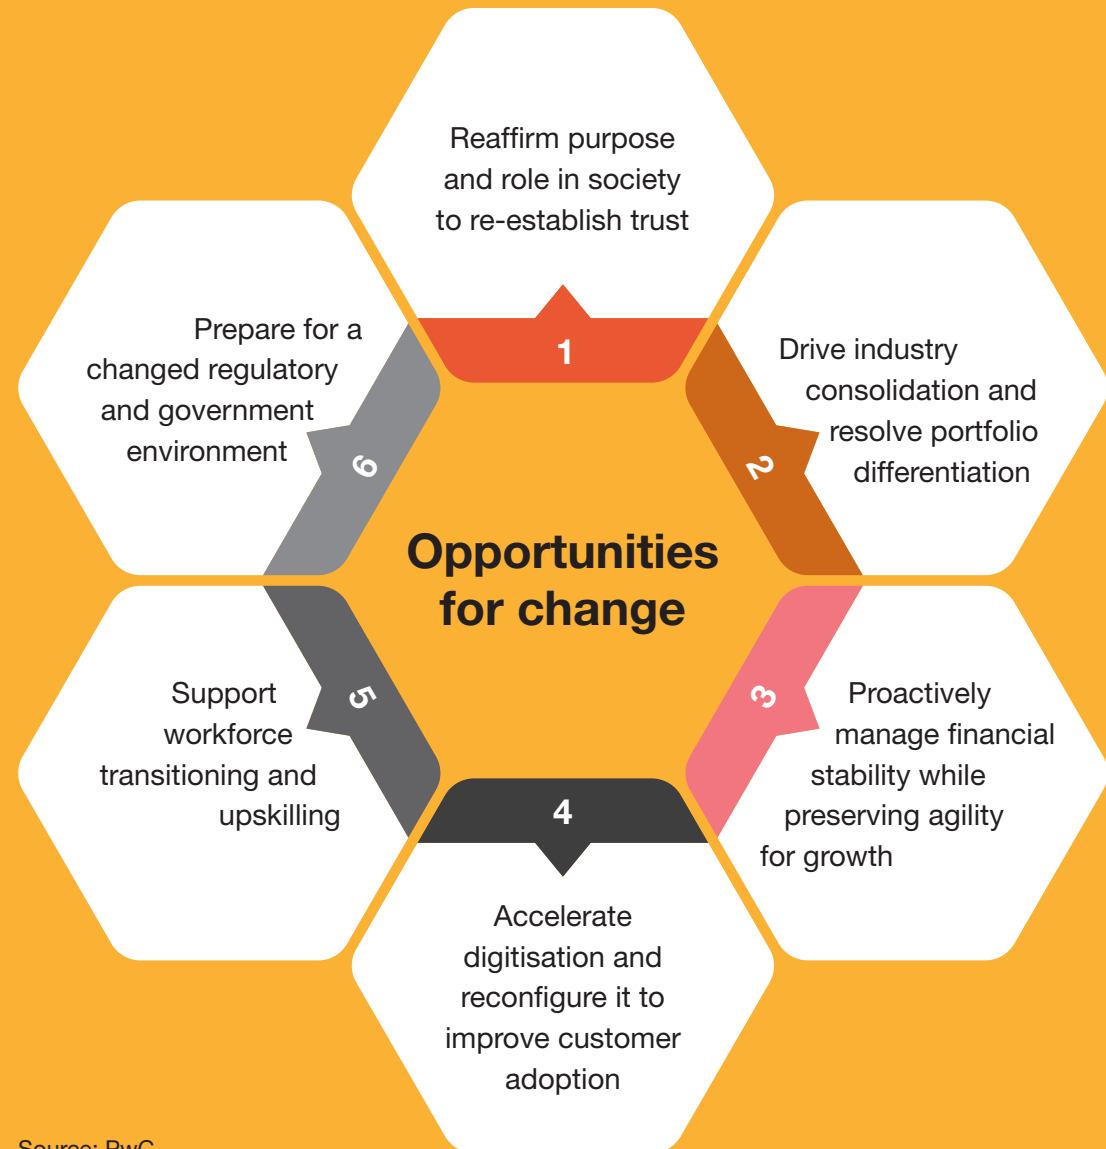 Opportunities
for change
1
Reaffirm purpose
and role in society
to re-establish trust
2
Drive industry
consolidation and
resolve portfolio
differentiation
3
Proactively
manage financial
stability while
preserving agility
for growth
4
Accelerate
digitisation and
reconfigure it to
improve customer
adoption
5
Support
workforce
transitioning and
upskilling
6
Prepare for a
changed regulatory
and government
environment
Source: PwC